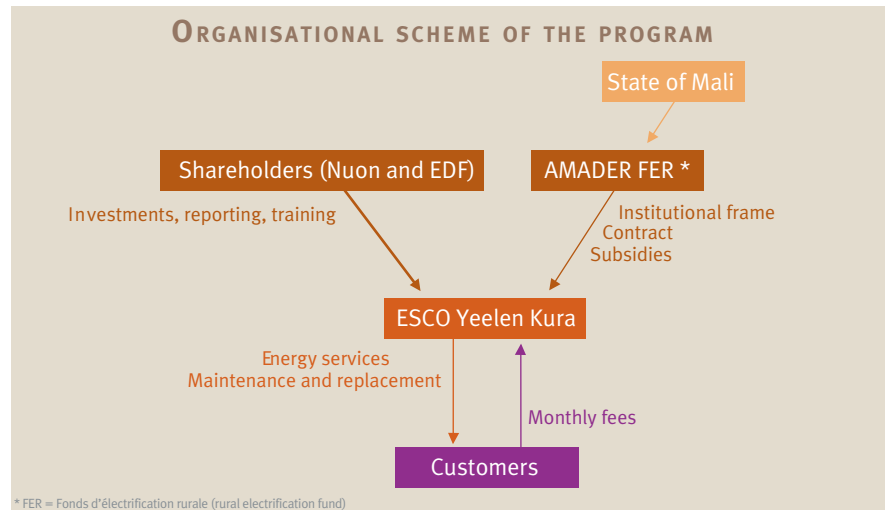 ORGANISATIONAL SCHEME OF THE PROGRAM
State of Mali
Shareholders (Nuon and EDF)
AMADER FER *
Investments, reporting, training
Institutional frame
Contract
Subsidies
ESCO Yeelen Kura
Energy services
Maintenance and replacement
Monthly fees
Customers
* FER = Fonds d'électrification rurale (rural electrification fund)